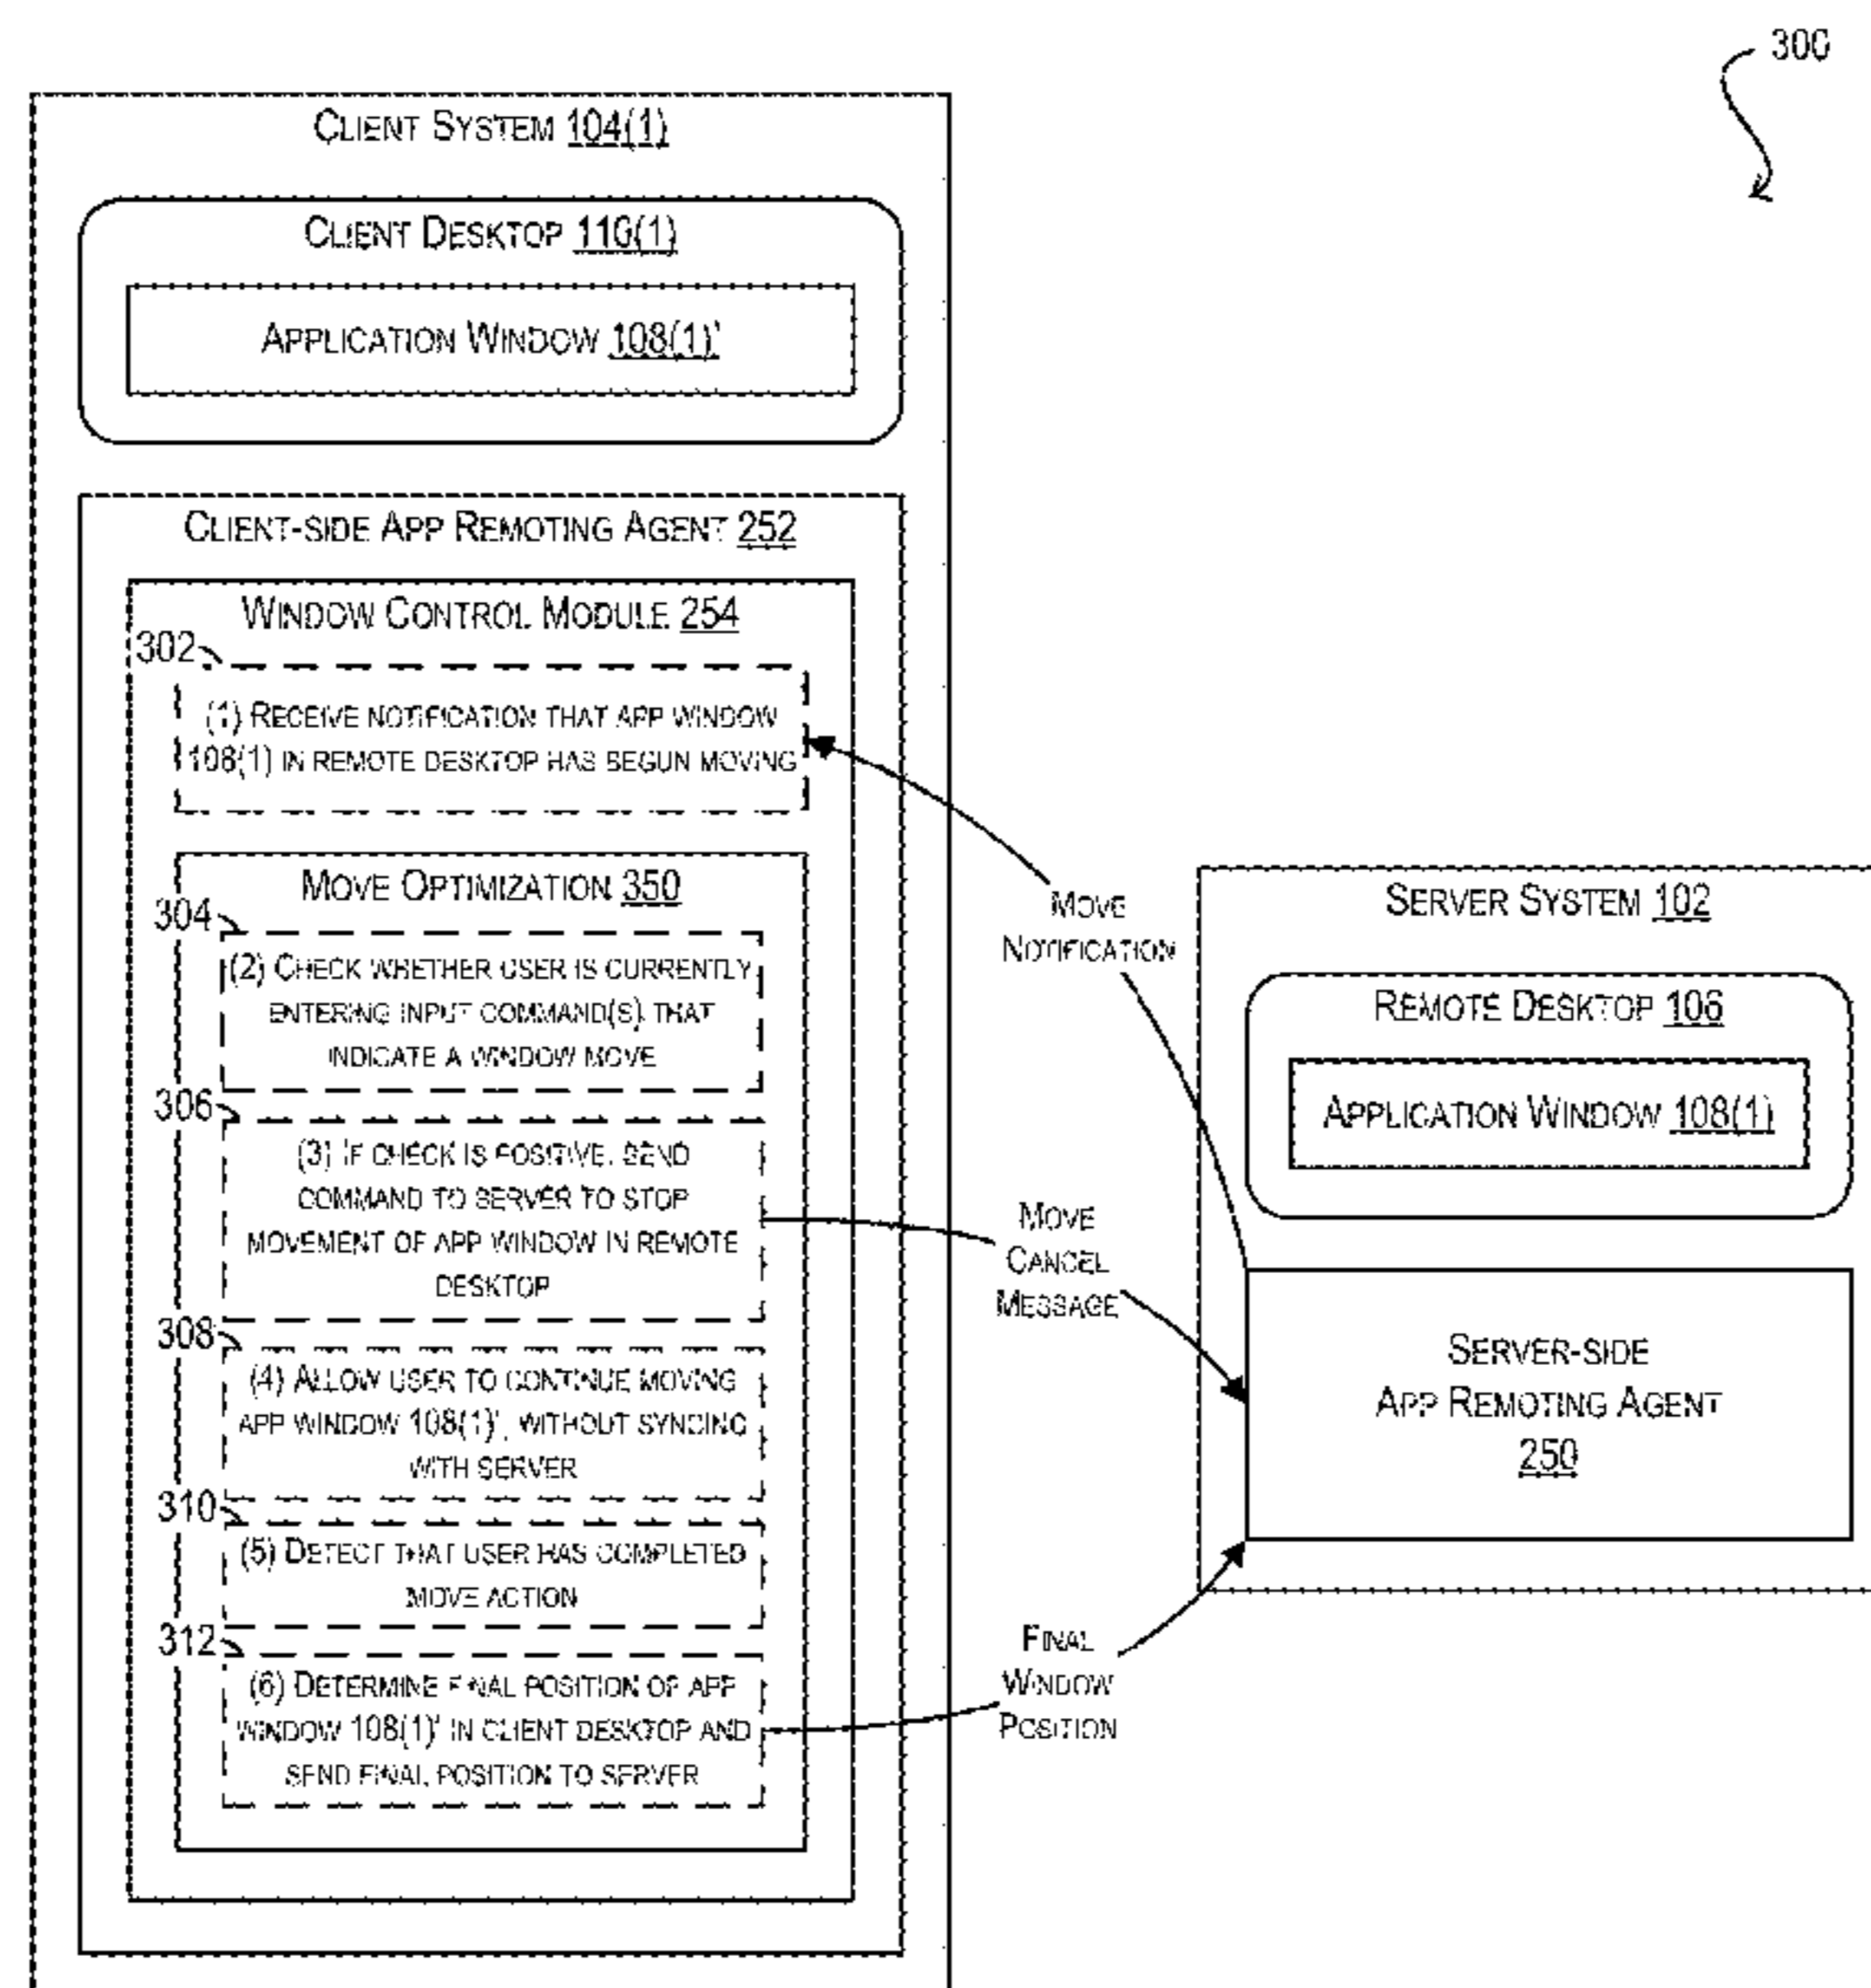 300
CLIENT SYSTEM 104(1)
CLIENT DESKTOP 110(1)
APPLICATION WINDOW 108(1)'
CLIENT-SIDE APP REMOTING AGENT 252
WINDOW CONTROL MODULE 254
302
(1) RECEIVE NOTIFICATION THAT APP WINDOW
108(1) IN REMOTE DESKTOP HAS BEGUN MOVING
MOVE OPTIMIZATION 350
304
(2) CHECK WHETHER USER IS CURRENTLY
ENTERING INPUT COMMAND(S) THAT
INDICATE A WINDOW MOVE
306
(3) IF CHECK IS POSITIVE, SEND
COMMAND TO SERVER TO STOP
MOVEMENT OF APP WINDOW IN REMOTE
DESKTOP
308
(4) ALLOW USER TO CONTINUE MOVING
APP WINDOW 108(1)', WITHOUT SYNCING
WITH SERVER
310
(5) DETECT THAT USER HAS COMPLETED
MOVE ACTION
312
(6) DETERMINE FINAL POSITION OF APP
WINDOW 108(1)' IN CLIENT DESKTOP AND
SEND FINAL POSITION TO SERVER
MOVE
NOTIFICATION
MOVE
CANCEL
MESSAGE
FINAL
WINDOW
POSITION
SERVER SYSTEM 102
REMOTE DESKTOP 106
APPLICATION WINDOW 108(1)
SERVER-SIDE
APP REMOTING AGENT
250